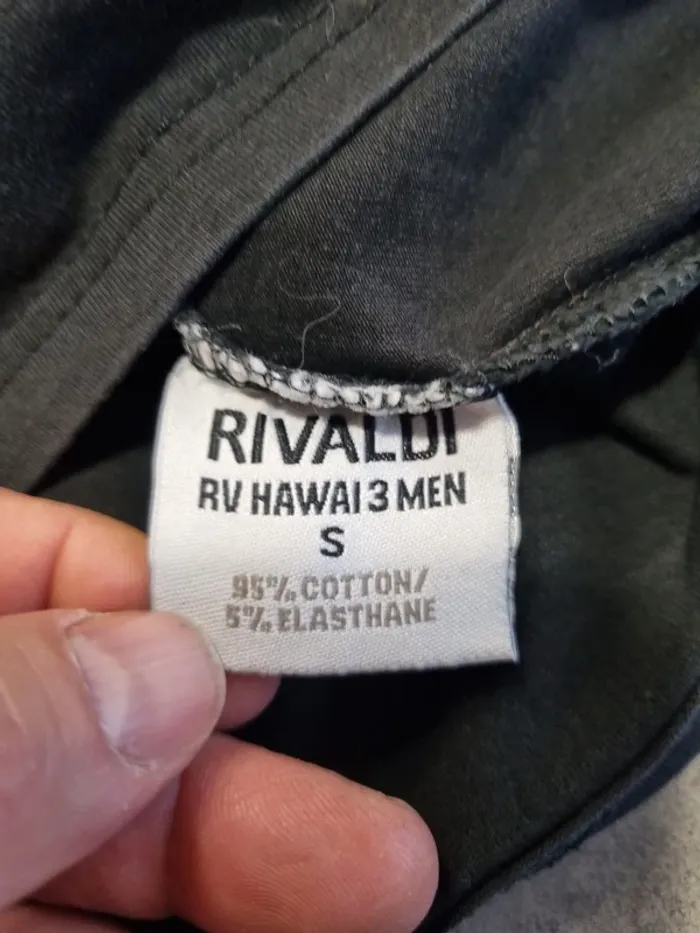 RIVALDI
RV HAWAI 3 MEN
S
95% COTTON/
5% ELASTHANE